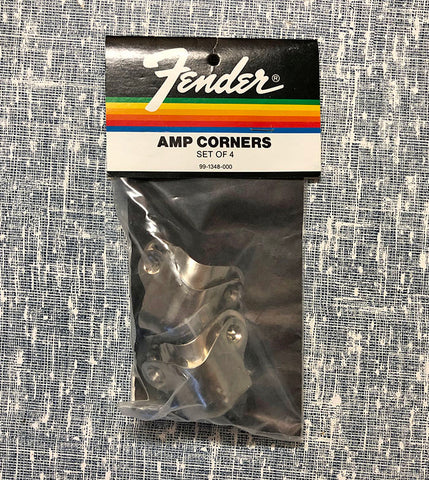 Fender®
AMP CORNERS
SET OF 4
99-1348-000